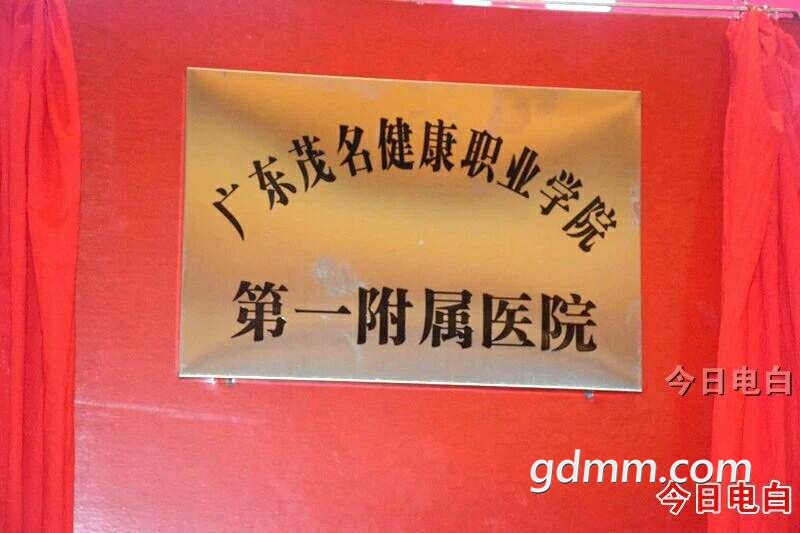 广东茂名健康职业学院
第一附属医院
今日电白
gdmm.com
今日电白